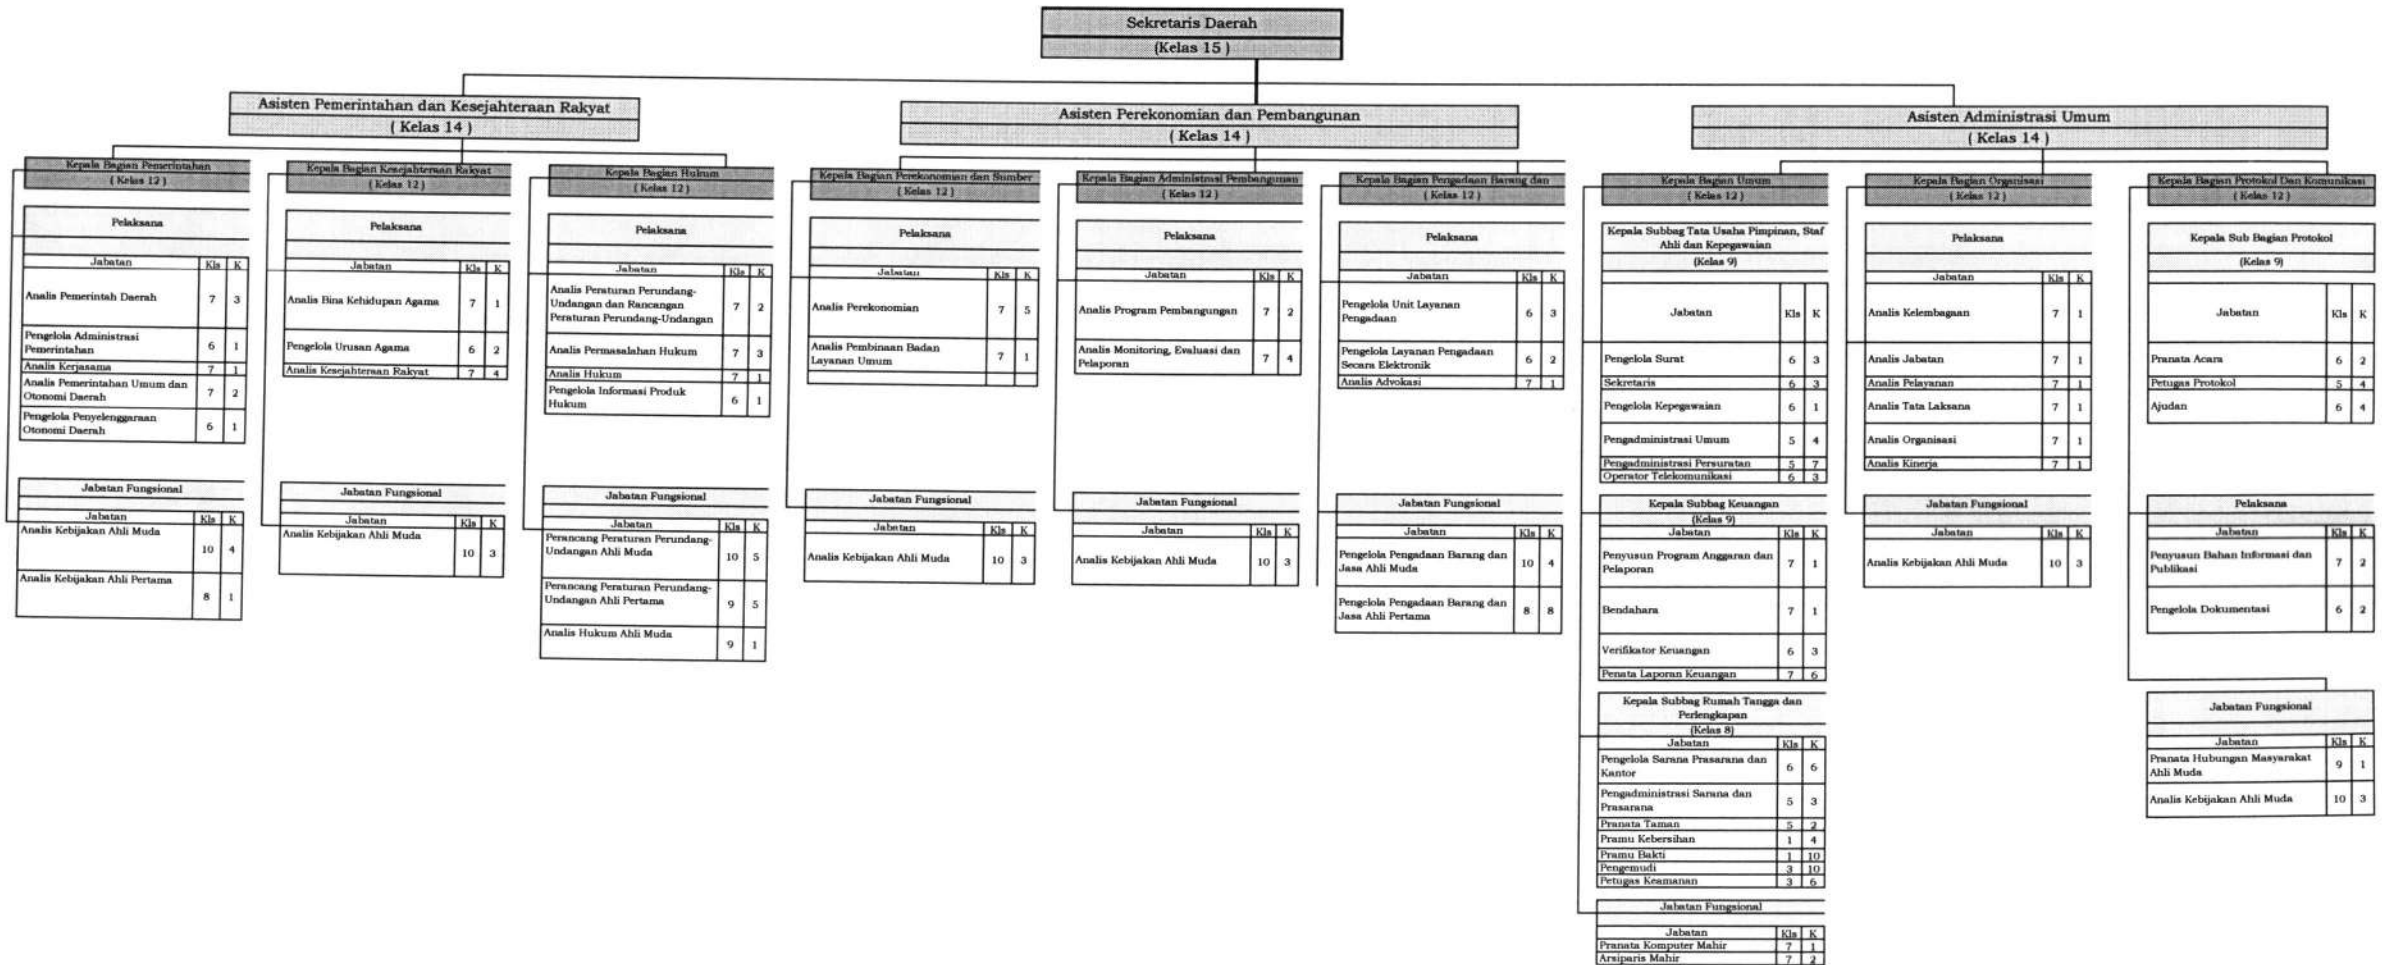 Sekretaris Daerah
(Kelas 15 )
Asisten Pemerintahan dan Kesejahteraan Rakyat
( Kelas 14 )
Kepala Bagian Pemerintahan
( Kelas 12 )
Pelaksana
Jabatan Kls K
Analis Pemerintah Daerah 7 3
Pengelola Administrasi
Pemerintahan 6 1
Analis Kerjasama 7 1
Analis Pemerintahan Umum dan
Otonomi Daerah 7 2
Pengelola Penyelenggaraan
Otonomi Daerah 6 1
Jabatan Fungsional
Jabatan Kls K
Analis Kebijakan Ahli Muda 10 4
Analis Kebijakan Ahli Pertama 8 1
Kepala Bagian Kesejahteraan Rakyat
( Kelas 12 )
Pelaksana
Jabatan Kls K
Analis Bina Kehidupan Agama 7 1
Pengelola Urusan Agama 6 2
Analis Kesejahteraan Rakyat 7 4
Jabatan Fungsional
Jabatan Kls K
Analis Kebijakan Ahli Muda 10 3
Kepala Bagian Hukum
( Kelas 12 )
Pelaksana
Jabatan Kls K
Analis Peraturan Perundang-
Undangan dan Rancangan 7 2
Peraturan Perundang-Undangan
Analis Permasalahan Hukum 7 3
Analis Hukum 7 1
Pengelola Informasi Produk
Hukum 6 1
Jabatan Fungsional
Jabatan Kls K
Perancang Peraturan Perundang-
Undangan Ahli Muda 10 5
Perancang Peraturan Perundang-
Undangan Ahli Pertama 9 5
Analis Hukum Ahli Muda 9 1
Asisten Perekonomian dan Pembangunan
( Kelas 14 )
Kepala Bagian Perekonomian dan Sumber
( Kelas 12 )
Pelaksana
Jabatan Kls K
Analis Perekonomian 7 5
Analis Pembinaan Badan
Layanan Umum 7 1
Jabatan Fungsional
Jabatan Kls K
Analis Kebijakan Ahli Muda 10 3
Kepala Bagian Administrasi Pembangunan
( Kelas 12 )
Pelaksana
Jabatan Kls K
Analis Program Pembangungan 7 2
Analis Monitoring, Evaluasi dan
Pelaporan 7 4
Jabatan Fungsional
Jabatan Kls K
Analis Kebijakan Ahli Muda 10 3
Kepala Bagian Pengadaan Barang dan
( Kelas 12 )
Pelaksana
Jabatan Kls K
Pengelola Unit Layanan
Pengadaan 6 3
Pengelola Layanan Pengadaan
Secara Elektronik 6 2
Analis Advokasi 7 1
Jabatan Fungsional
Jabatan Kls K
Pengelola Pengadaan Barang dan
Jasa Ahli Muda 10 4
Pengelola Pengadaan Barang dan
Jasa Ahli Pertama 8 8
Asisten Administrasi Umum
( Kelas 14 )
Kepala Bagian Umum
( Kelas 12 )
Kepala Subbag Tata Usaha Pimpinan, Staf
Ahli dan Kepegawaian
(Kelas 9)
Jabatan Kls K
Pengelola Surat 6 3
Sekretaris 6 3
Pengelola Kepegawaian 6 1
Pengadministrasi Umum 5 4
Pengadministrasi Persuratan 5 7
Operator Telekomunikasi 6 3
Kepala Subbag Keuangan
(Kelas 9)
Jabatan Kls K
Penyusun Program Anggaran dan
Pelaporan 7 1
Bendahara 7 1
Verifikator Keuangan 6 3
Penata Laporan Keuangan 7 6
Kepala Subbag Rumah Tangga dan
Perlengkapan
(Kelas 8)
Jabatan Kls K
Pengelola Sarana Prasarana dan
Kantor 6 6
Pengadministrasi Sarana dan
Prasarana 5 3
Pranata Taman 5 2
Pramu Kebersihan 1 4
Pramu Bakti 1 10
Pengemudi 3 10
Petugas Keamanan 3 6
Jabatan Fungsional
Jabatan Kls K
Pranata Komputer Mahir 7 1
Arsiparis Mahir 7 2
Kepala Bagian Organisasi
( Kelas 12 )
Pelaksana
Jabatan Kls K
Analis Kelembagaan 7 1
Analis Jabatan 7 1
Analis Pelayanan 7 1
Analis Tata Laksana 7 1
Analis Organisasi 7 1
Analis Kinerja 7 1
Jabatan Fungsional
Jabatan Kls K
Analis Kebijakan Ahli Muda 10 3
Kepala Bagian Protokol Dan Komunikasi
( Kelas 12 )
Kepala Sub Bagian Protokol
(Kelas 9)
Jabatan Kls K
Pranata Acara 6 2
Petugas Protokol 5 4
Ajudan 6 4
Pelaksana
Jabatan Kls K
Penyusun Bahan Informasi dan
Publikasi 7 2
Pengelola Dokumentasi 6 2
Jabatan Fungsional
Jabatan Kls K
Pranata Hubungan Masyarakat
Ahli Muda 9 1
Analis Kebijakan Ahli Muda 10 3